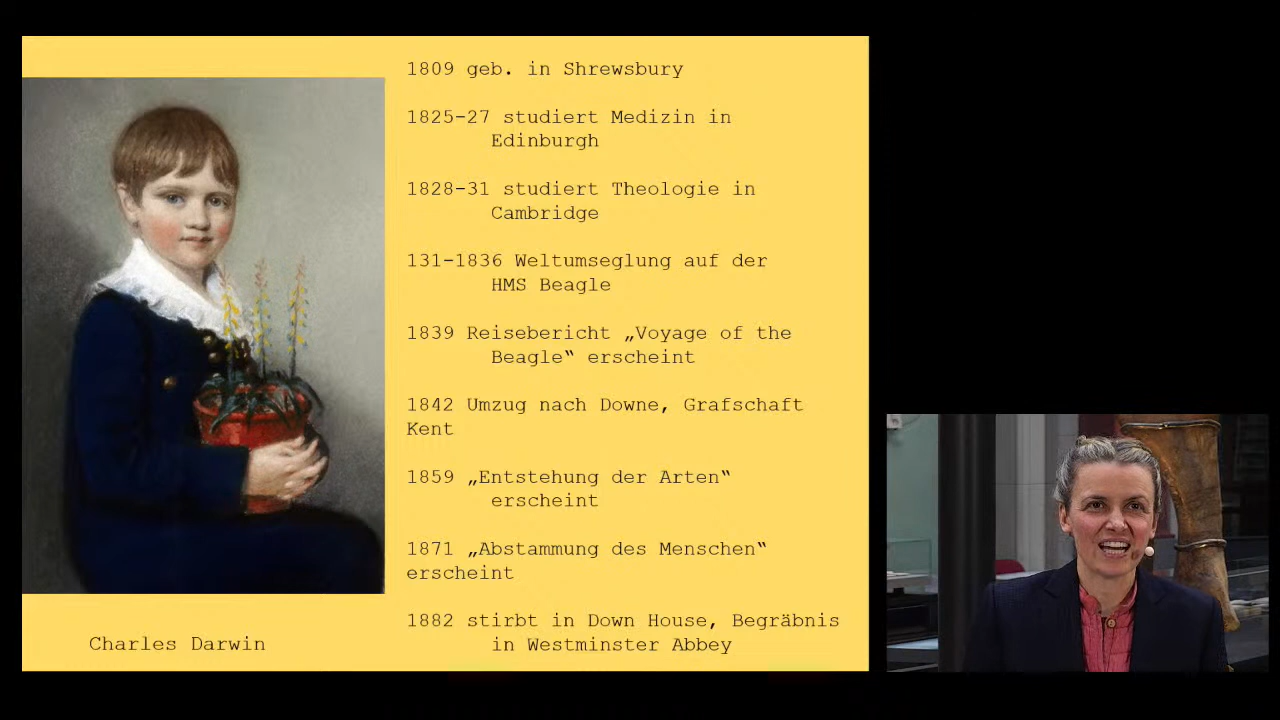 1809 geb. in Shrewsbury
1825-27 studiert Medizin in
Edinburgh
1828-31 studiert Theologie in
Cambridge
131-1836 Weltumseglung auf der
HMS Beagle
1839 Reisebericht „Voyage of the
Beagle“ erscheint
1842 Umzug nach Downe, Grafschaft
Kent
1859 „Entstehung der Arten“
erscheint
1871 „Abstammung des Menschen“
erscheint
1882 stirbt in Down House, Begräbnis
in Westminster Abbey
Charles Darwin